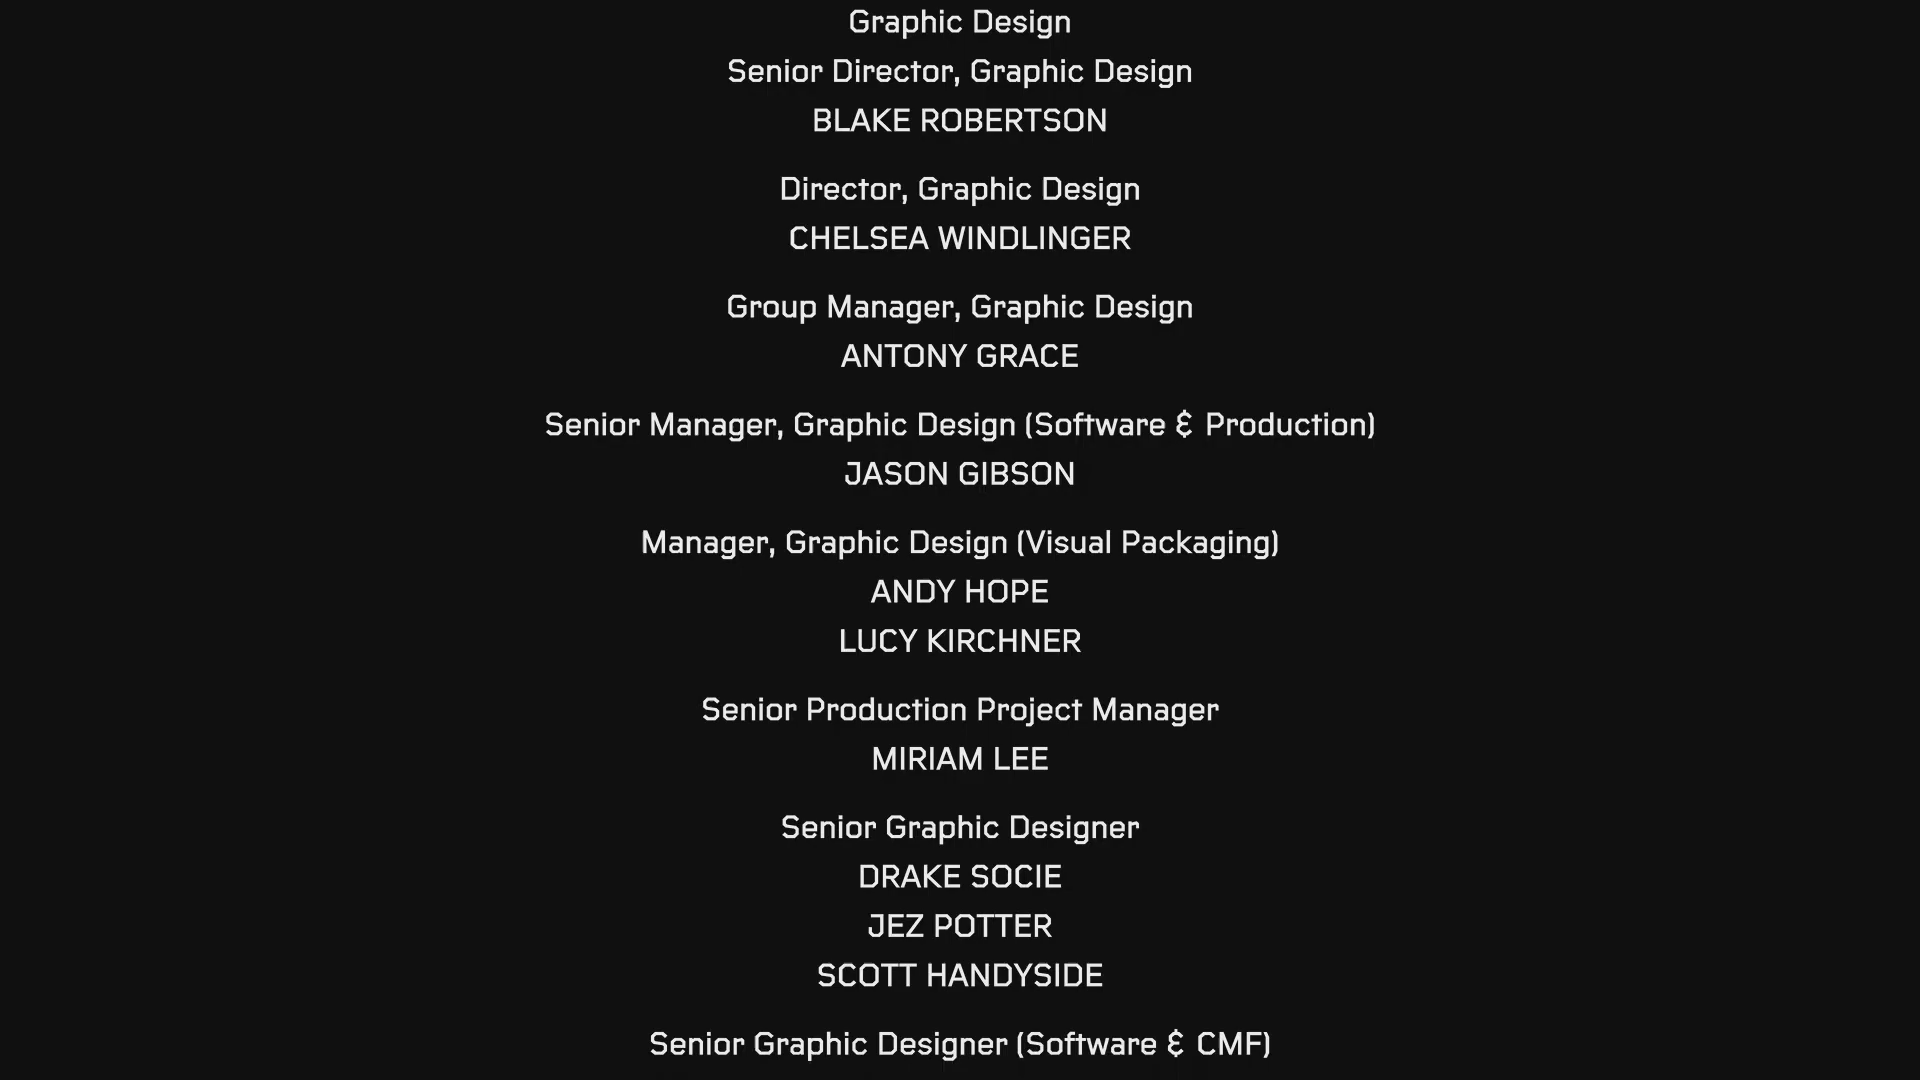 Graphic Design
Senior Director, Graphic Design
BLAKE ROBERTSON
Director, Graphic Design
CHELSEA WINDLINGER
Group Manager, Graphic Design
ANTONY GRACE
Senior Manager, Graphic Design (Software & Production)
JASON GIBSON
Manager, Graphic Design (Visual Packaging)
ANDY HOPE
LUCY KIRCHNER
Senior Production Project Manager
MIRIAM LEE
Senior Graphic Designer
DRAKE SOCIE
JEZ POTTER
SCOTT HANDYSIDE
Senior Graphic Designer (Software & CMF)